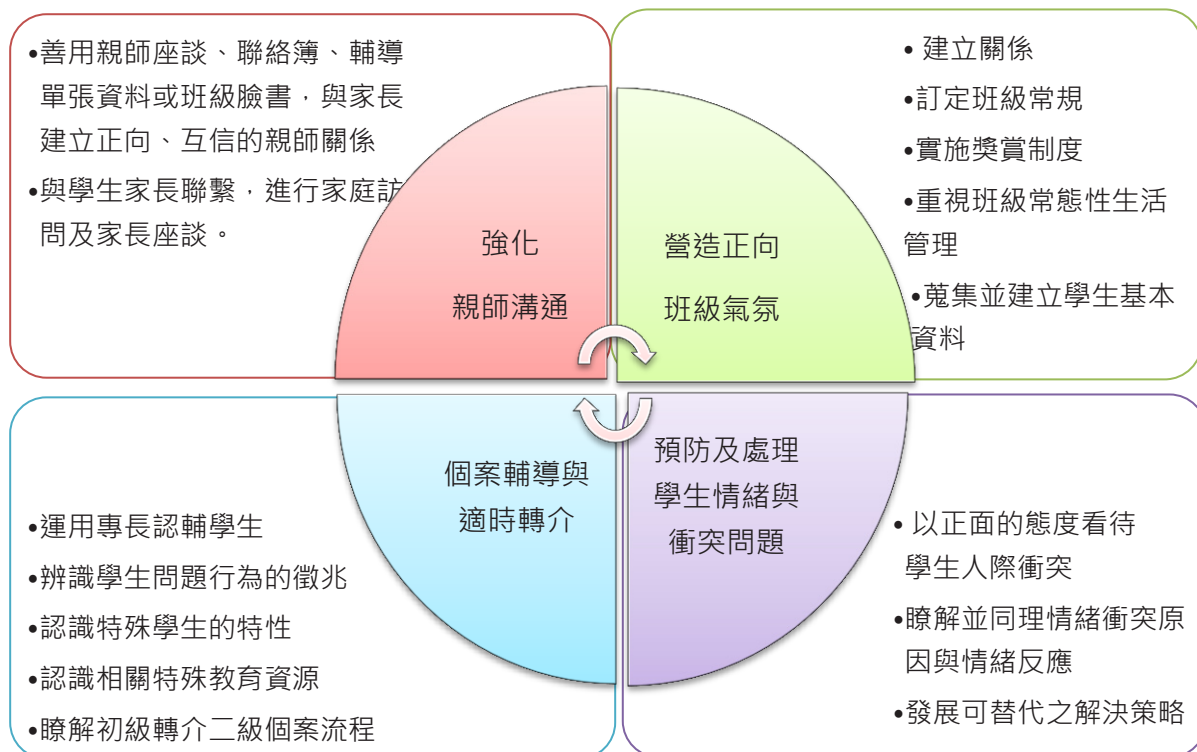 •善用親師座談、聯絡簿、輔導
單張資料或班級臉書，與家長
建立正向、互信的親師關係
•與學生家長聯繫，進行家庭訪
問及家長座談。
強化
親師溝通
• 建立關係
•訂定班級常規
•實施獎賞制度
•重視班級常態性生活
管理
•蒐集並建立學生基本
資料
營造正向
班級氣氛
個案輔導與
適時轉介
•運用專長認輔學生
•辨識學生問題行為的徵兆
•認識特殊學生的特性
•認識相關特殊教育資源
•瞭解初級轉介二級個案流程
預防及處理
學生情緒與
衝突問題
• 以正面的態度看待
學生人際衝突
•瞭解並同理情緒衝突原
因與情緒反應
•發展可替代之解決策略